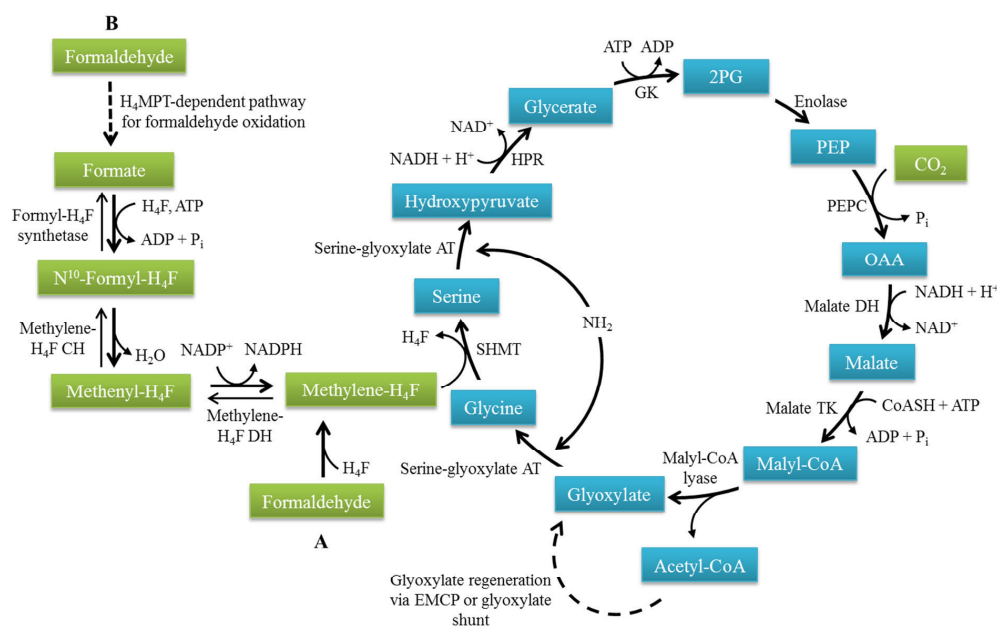 B
Formaldehyde
H₄MPT-dependent pathway
for formaldehyde oxidation
Formate
Formyl-H₄F
synthetase
H₄F, ATP
ADP + Pᵢ
N¹⁰-Formyl-H₄F
Methylene-
H₄F CH
H₂O
Methenyl-H₄F
NADP⁺
NADPH
Methylene-
H₄F DH
Methylene-H₄F
H₄F
Formaldehyde
A
Glyoxylate
Serine-glyoxylate AT
Glycine
H₄F
SHMT
Serine
NH₂
Serine-glyoxylate AT
Hydroxypyruvate
NAD⁺
NADH + H⁺
HPR
Glycerate
ATP
ADP
GK
2PG
Enolase
PEP
CO₂
PEPC
Pᵢ
OAA
Malate DH
NADH + H⁺
NAD⁺
Malate
Malate TK
CoASH + ATP
ADP + Pᵢ
Malyl-CoA
Malyl-CoA
lyase
Acetyl-CoA
Glyoxylate regeneration
via EMCP or glyoxylate
shunt